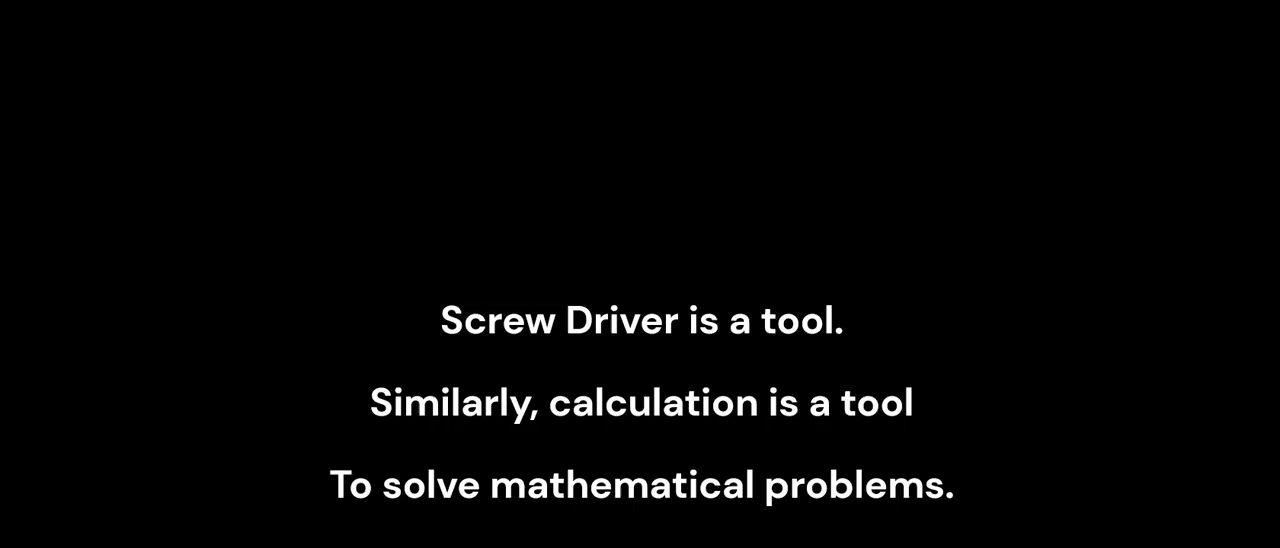 Screw Driver is a tool.
Similarly, calculation is a tool
To solve mathematical problems.